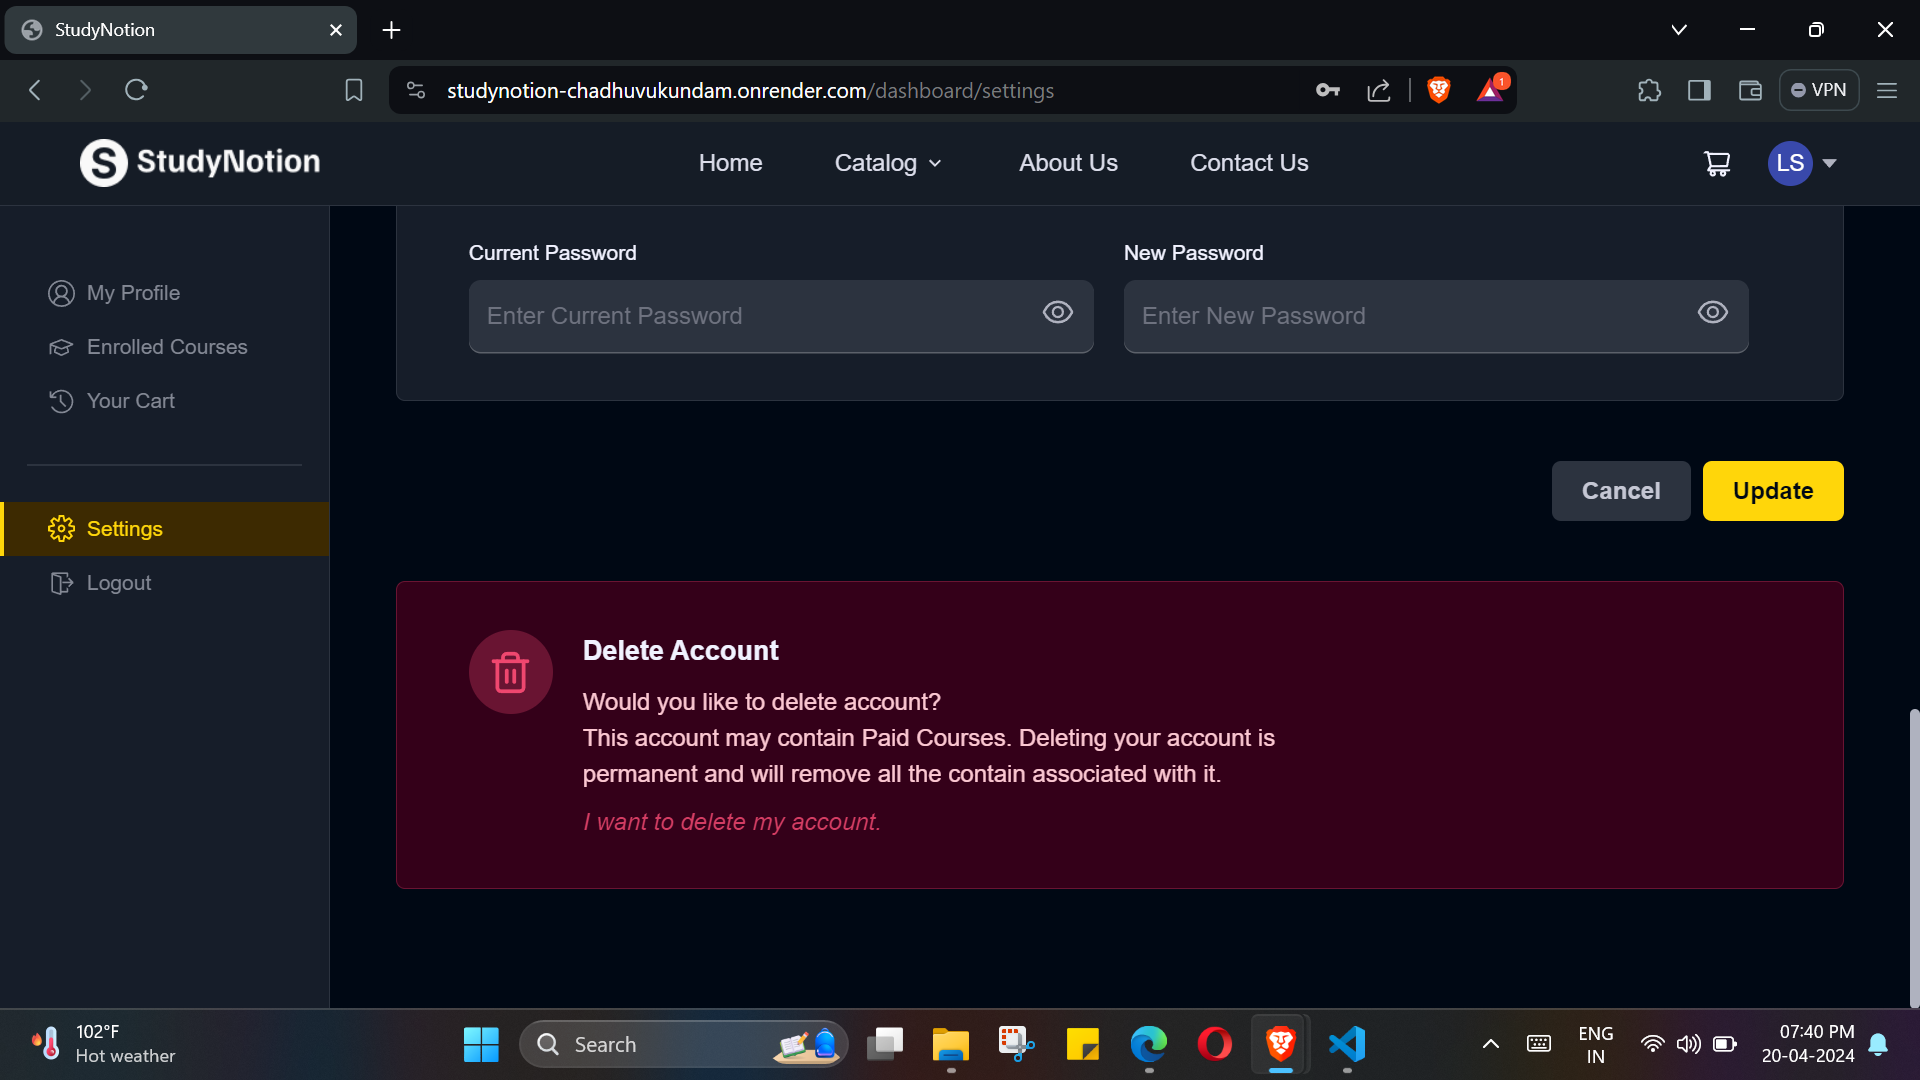 StudyNotion
studynotion-chadhuvukundam.onrender.com/dashboard/settings
1
VPN
S StudyNotion
Home
Catalog
About Us
Contact Us
LS
My Profile
Enrolled Courses
Your Cart
Settings
Logout
Current Password
New Password
Enter Current Password
Enter New Password
Cancel
Update
Delete Account
Would you like to delete account?
This account may contain Paid Courses. Deleting your account is
permanent and will remove all the contain associated with it.
I want to delete my account.
102°F
Hot weather
Search
ENG
IN
07:40 PM
20-04-2024